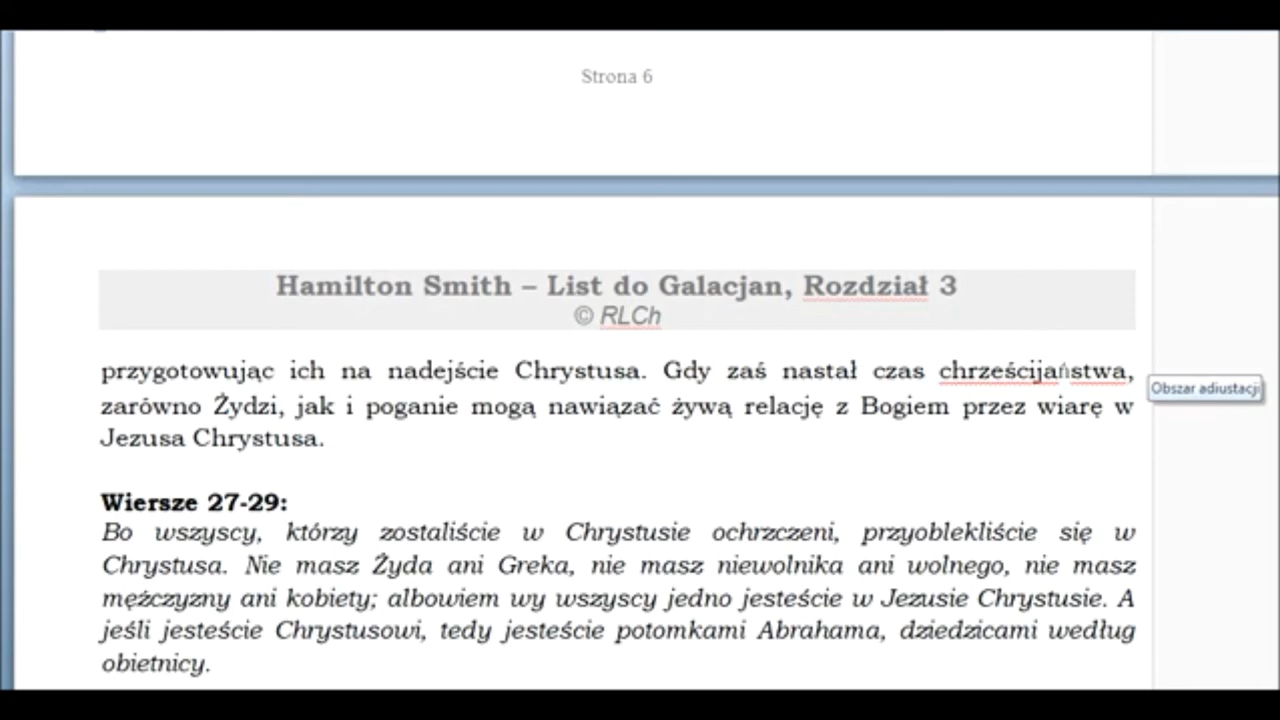 Strona 6
Hamilton Smith – List do Galacjan, Rozdział 3
© RLCh
przygotowując ich na nadejście Chrystusa. Gdy zaś nastał czas chrześcijaństwa,
Obszar adiustacji
zarówno Żydzi, jak i poganie mogą nawiązać żywą relację z Bogiem przez wiarę w
Jezusa Chrystusa.
Wiersze 27-29:
Bo wszyscy, którzy zostaliście w Chrystusie ochrzczeni, przyoblekliście się w
Chrystusa. Nie masz Żyda ani Greka, nie masz niewolnika ani wolnego, nie masz
mężczyzny ani kobiety; albowiem wy wszyscy jedno jesteście w Jezusie Chrystusie. A
jeśli jesteście Chrystusowi, tedy jesteście potomkami Abrahama, dziedzicami według
obietnicy.